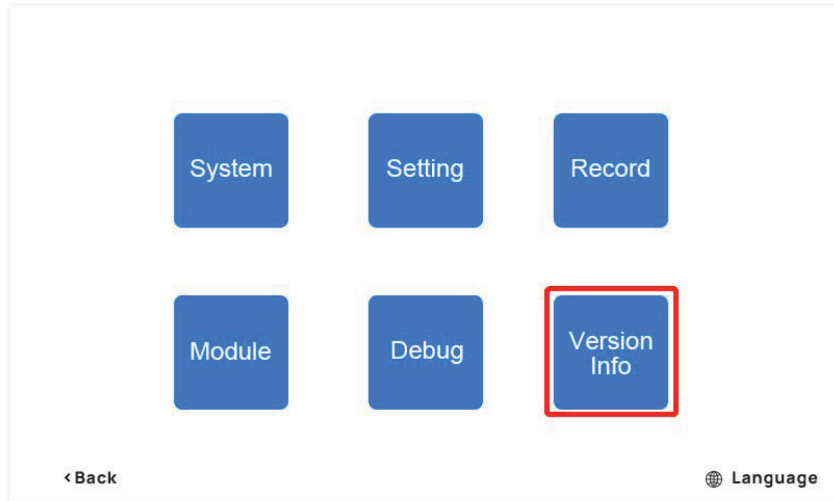 System
Setting
Record
Module
Debug
Version
Info
<Back
Language